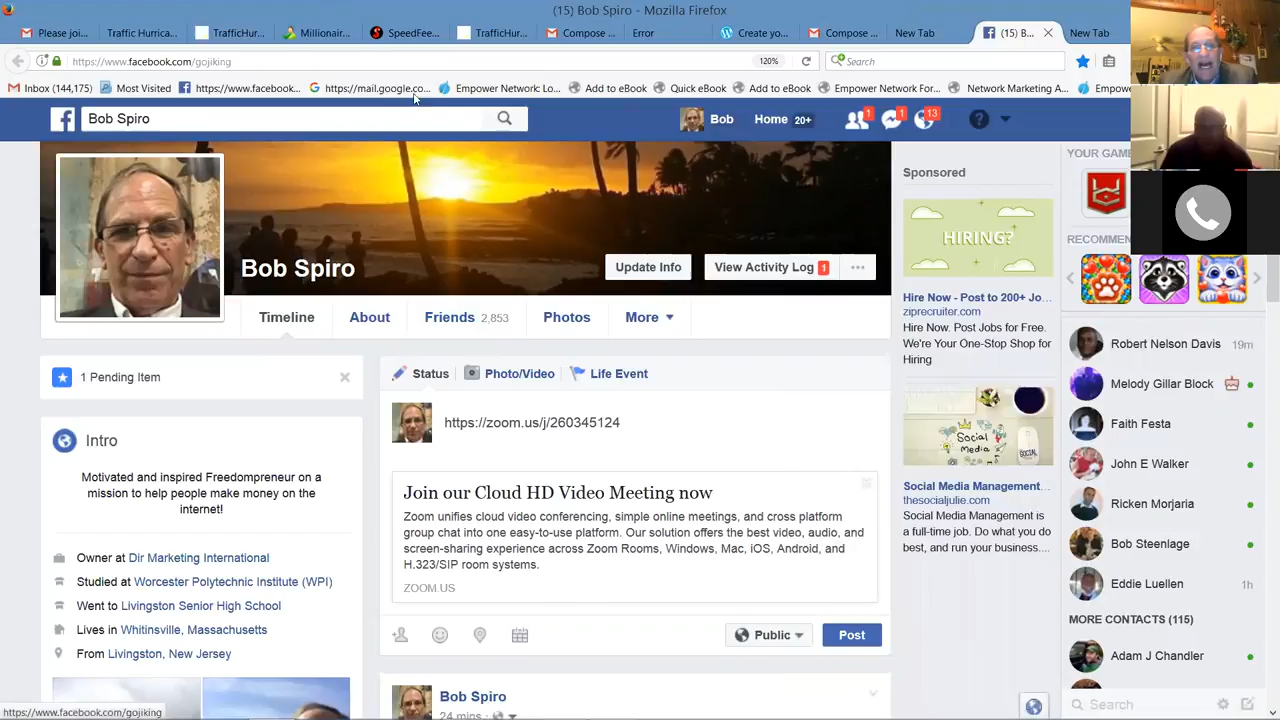 (15) Bob Spiro - Mozilla Firefox
Please joi...
Traffic Hurrica...
TrafficHur...
Millionair...
SpeedFee...
TrafficHur...
Compose ...
Error
Create yo...
Compose ...
New Tab
(15) B...
New Tab
https://www.facebook.com/gojiking
120%
Search
Inbox (144,175)
Most Visited
https://www.facebook...
https://mail.google.co...
Empower Network: Lo...
Add to eBook
Quick eBook
Add to eBook
Empower Network For...
Network Marketing A...
Empowe
Bob Spiro
Bob
Home 20+
1
1
13
Bob Spiro
Update Info
View Activity Log 1
Timeline
About
Friends 2,853
Photos
More
1 Pending Item
Intro
Motivated and inspired Freedompreneur on a
mission to help people make money on the
internet!
Owner at Dir Marketing International
Studied at Worcester Polytechnic Institute (WPI)
Went to Livingston Senior High School
Lives in Whitinsville, Massachusetts
From Livingston, New Jersey
https://www.facebook.com/gojiking
Status
Photo/Video
Life Event
https://zoom.us/j/260345124
Join our Cloud HD Video Meeting now
Zoom unifies cloud video conferencing, simple online meetings, and cross platform
group chat into one easy-to-use platform. Our solution offers the best video, audio, and
screen-sharing experience across Zoom Rooms, Windows, Mac, iOS, Android, and
H.323/SIP room systems.
ZOOM.US
Public
Post
Bob Spiro
24 mins
Sponsored
HIRING?
Hire Now - Post to 200+ Jo...
ziprecruiter.com
Hire Now. Post Jobs for Free.
We're Your One-Stop Shop for
Hiring
Social
Media
SOCIAL
Social Media Management...
thesocialjulie.com
Social Media Management is
a full-time job. Do what you do
best, and run your business....
YOUR GAM
RECOMMEN
Robert Nelson Davis 19m
Melody Gillar Block
Faith Festa
John E Walker
Ricken Morjaria
Bob Steenlage
Eddie Luellen 1h
MORE CONTACTS (115)
Adam J Chandler
Search